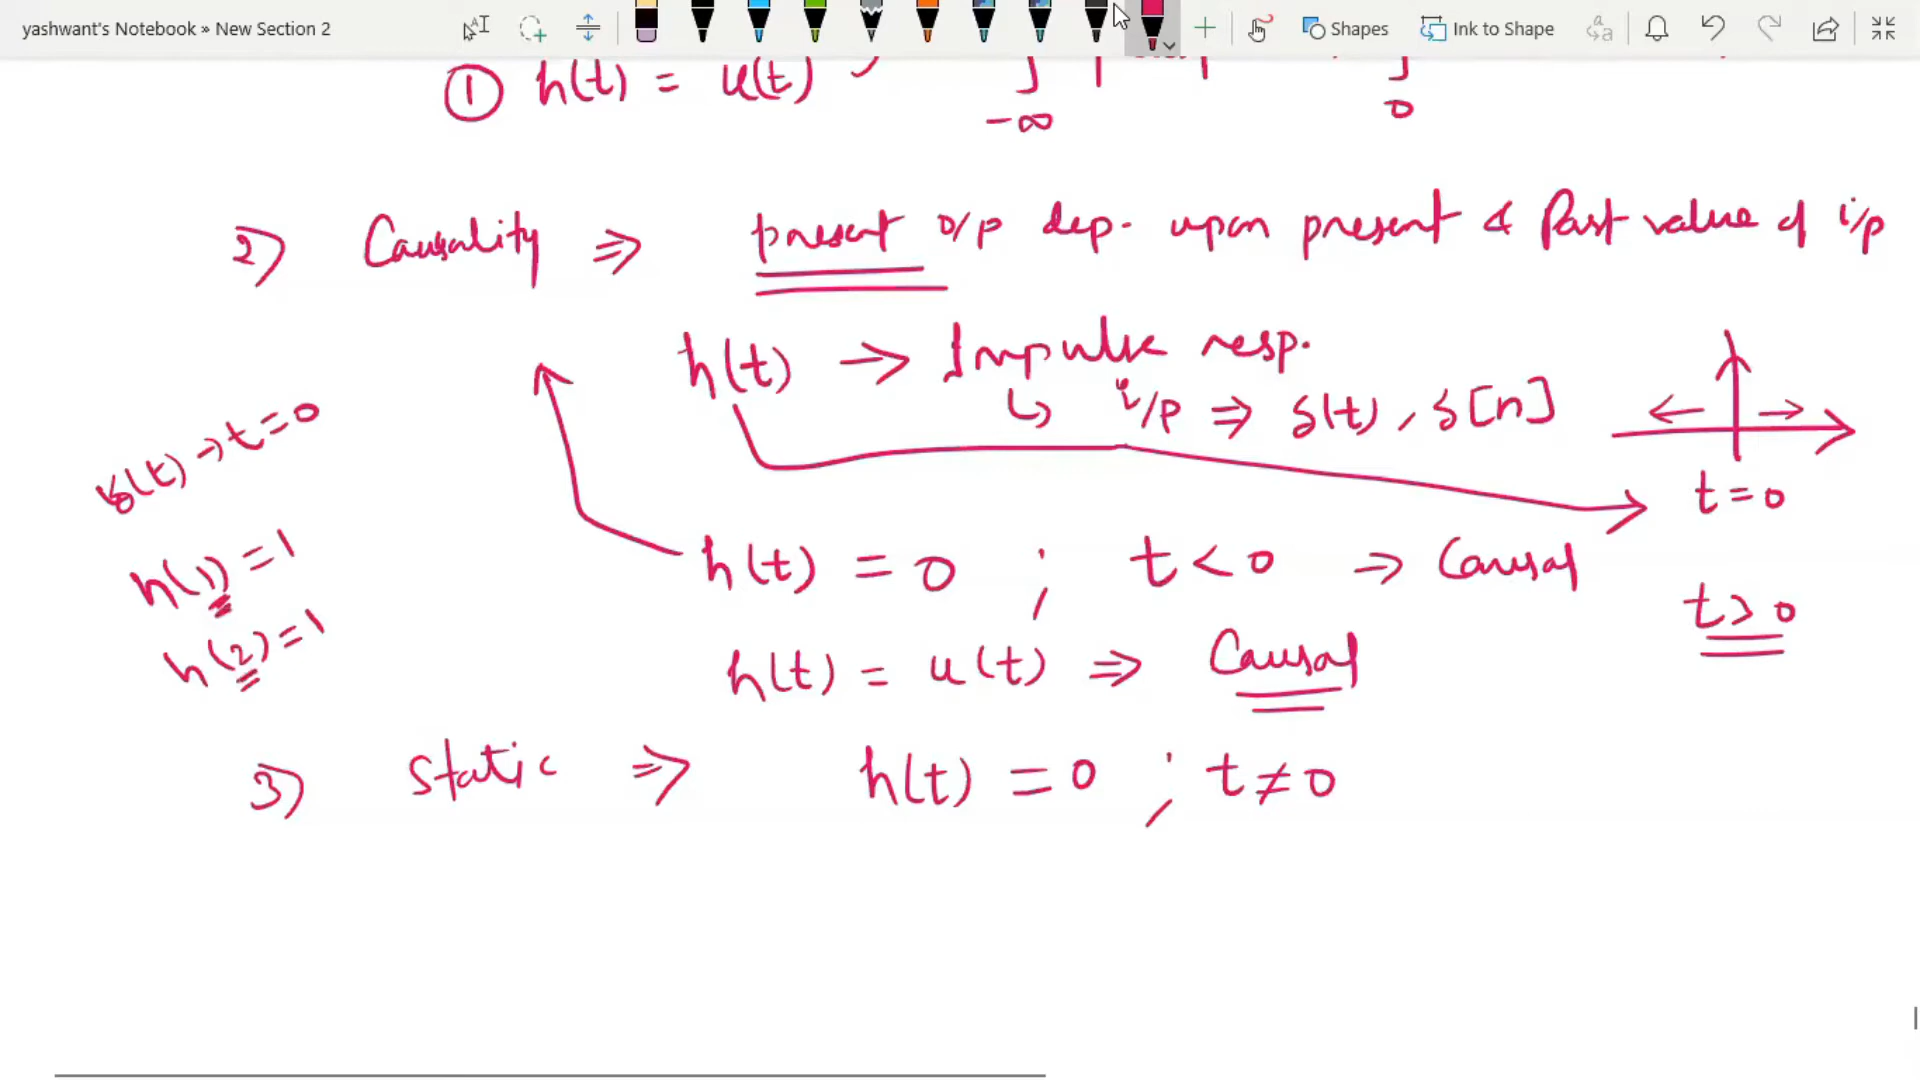 yashwant's Notebook » New Section 2
Shapes
Ink to Shape
① h(t) = u(t)
-∞
0
2) Causality ⇒ present o/p dep. upon present & Past value of i/p
h(t) → Impulse resp.
↳ i/p ⇒ δ(t), δ[n]
t = 0
δ(t) → t = 0
h(t) = 0 ; t < 0 ⇒ Causal
h(1) = 1
t > 0
h(2) = 1
h(t) = u(t) ⇒ Causal
3) Static ⇒ h(t) = 0 ; t ≠ 0